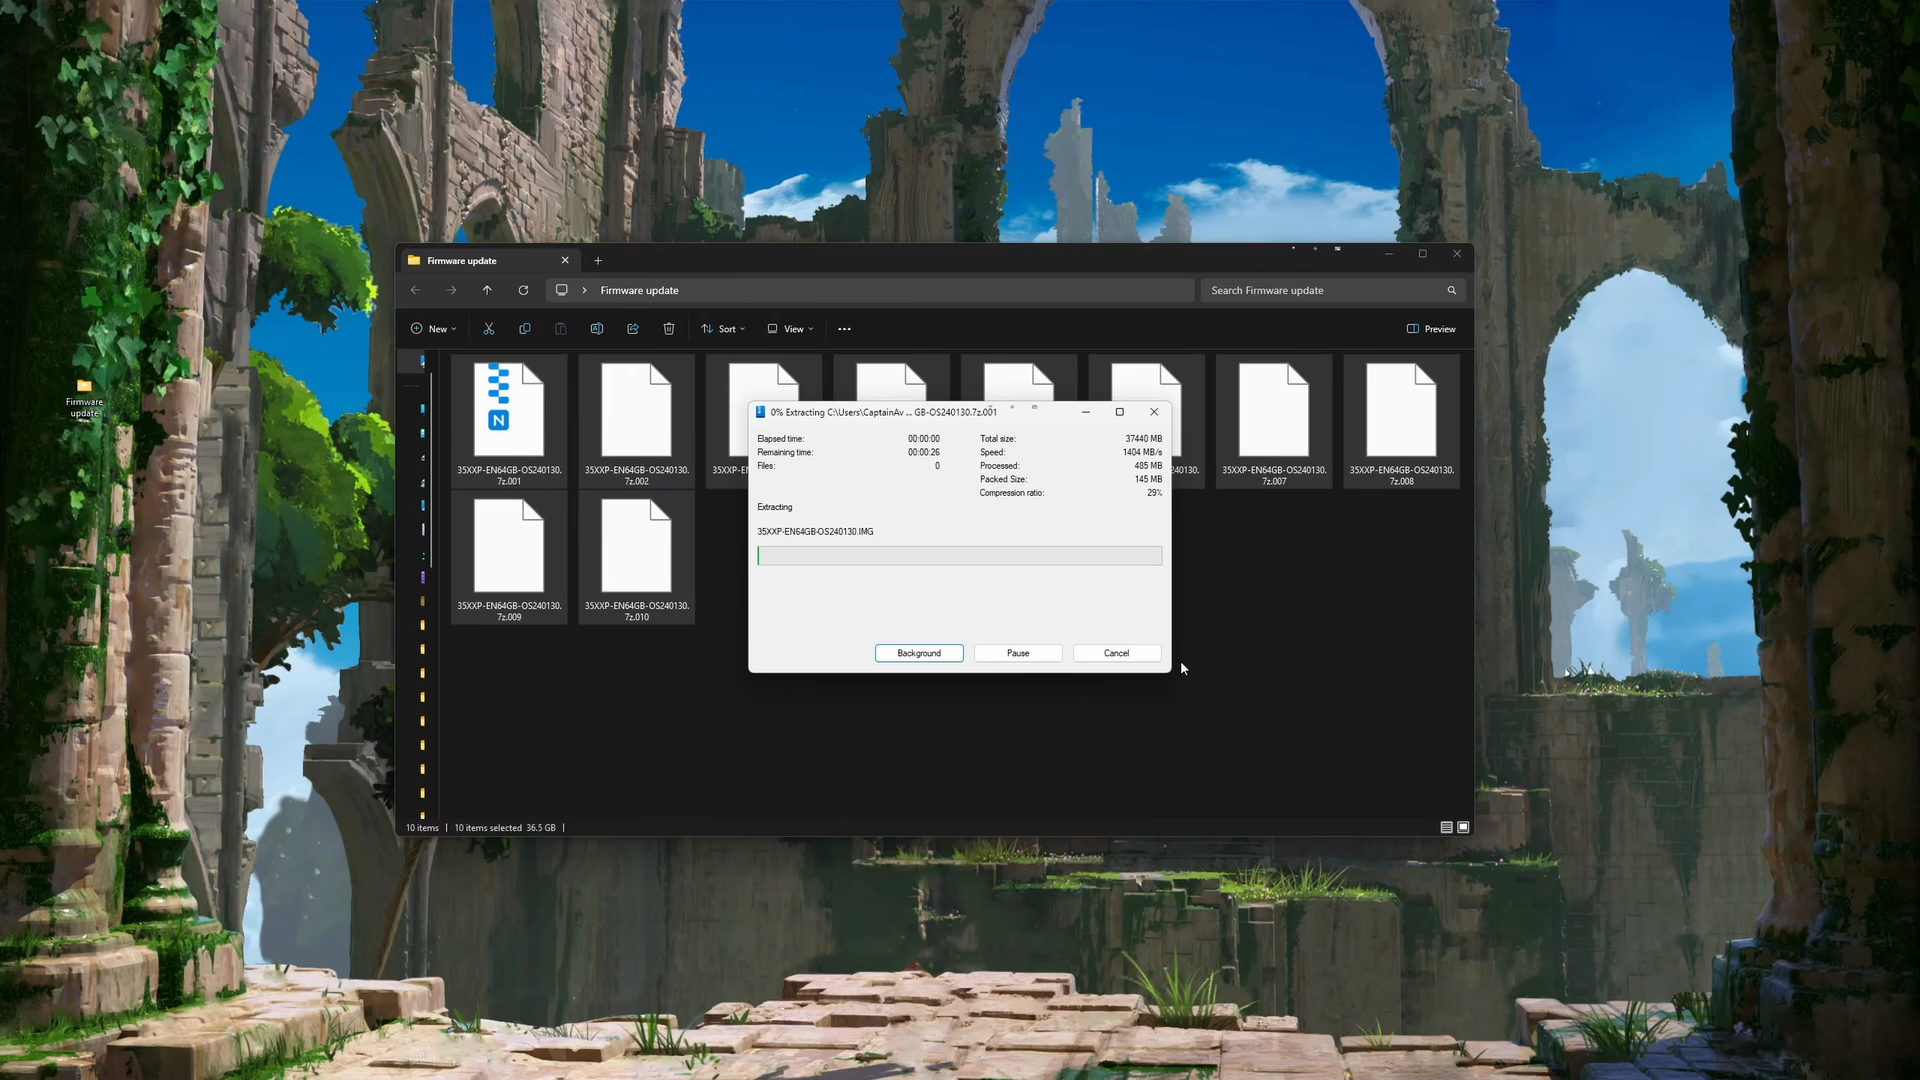 Firmware update
Firmware update
Search Firmware update
New
Sort
View
Preview
Firmware
update
35XXP-EN64GB-OS240130.
7z.001
35XXP-EN64GB-OS240130.
7z.002
35XXP-EN64GB-OS240130.
7z.007
35XXP-EN64GB-OS240130.
7z.008
35XXP-EN64GB-OS240130.
7z.009
35XXP-EN64GB-OS240130.
7z.010
N
0% Extracting C:\Users\CaptainAv ... GB-OS240130.7z.001
Elapsed time: 00:00:00 Total size: 37440 MB
Remaining time: 00:00:26 Speed: 1404 MB/s
Files: 0 Processed: 485 MB
Packed Size: 145 MB
Compression ratio: 29%
Extracting
35XXP-EN64GB-OS240130.IMG
Background Pause Cancel
10 items 10 items selected 36.5 GB